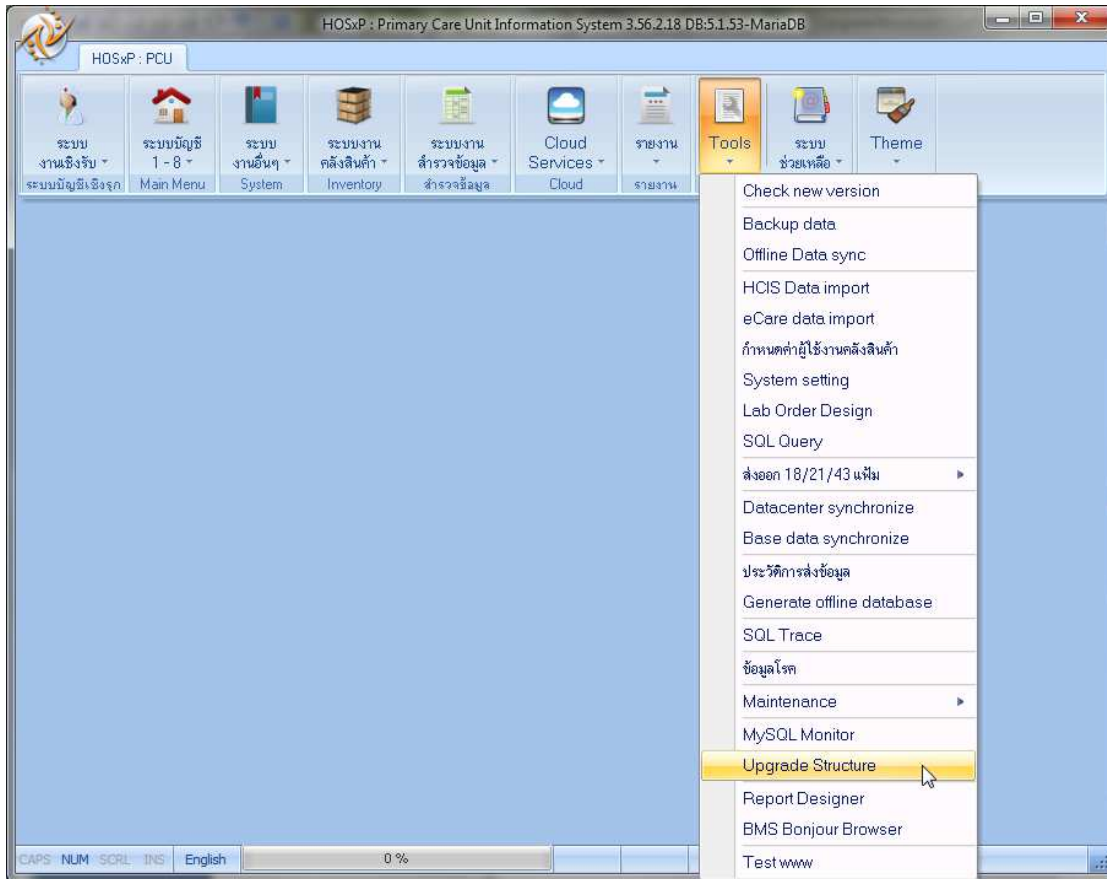 HOSxP : Primary Care Unit Information System 3.56.2.18 DB:5.1.53-MariaDB
HOSxP : PCU
ระบบ
งานเชิงรับ
ระบบบัญชี
1 - 8
ระบบ
งานอื่นๆ
ระบบงาน
คลังสินค้า
ระบบงาน
สำรวจข้อมูล
Cloud
Services
รายงาน
Tools
ระบบ
ช่วยเหลือ
Theme
ระบบบัญชีเชิงรุก
Main Menu
System
Inventory
สำรวจข้อมูล
Cloud
รายงาน
Check new version
Backup data
Offline Data sync
HCIS Data import
eCare data import
กำหนดค่าผู้ใช้งานคลังสินค้า
System setting
Lab Order Design
SQL Query
ส่งออก 18/21/43 แฟ้ม
Datacenter synchronize
Base data synchronize
ประวัติการส่งข้อมูล
Generate offline database
SQL Trace
ข้อมูลโรค
Maintenance
MySQL Monitor
Upgrade Structure
Report Designer
BMS Bonjour Browser
Test www
CAPS NUM SCRL INS English 0 %